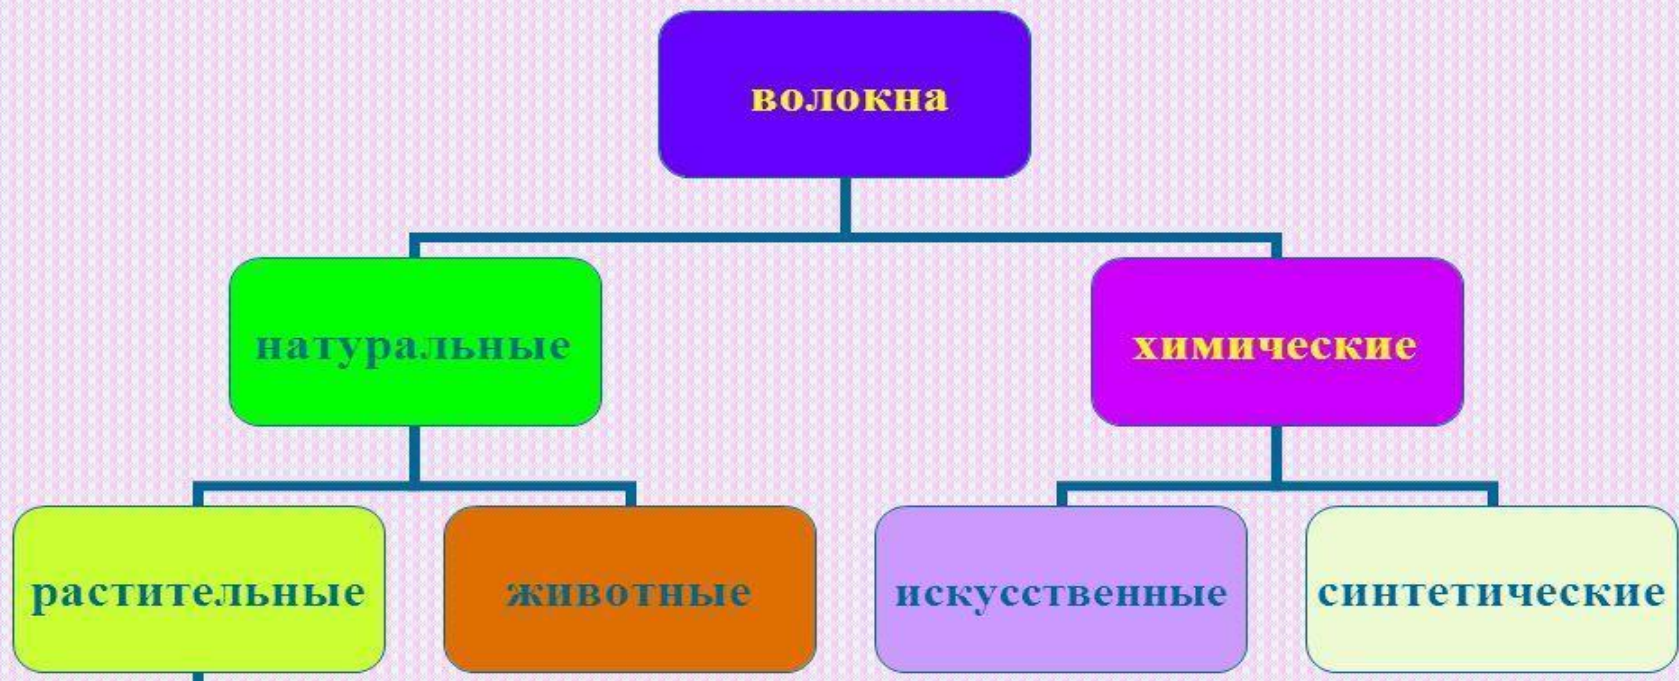 волокна
натуральные
химические
растительные
животные
искусственные
синтетические